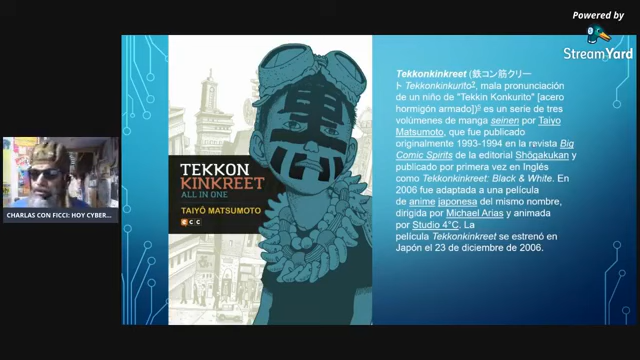 Powered by
StreamYard
TEKKON
KINKREET
ALL IN ONE
TAIYŌ MATSUMOTO
ECC
Tekkonkinkreet (鉄コン筋クリー
ト Tekkonkinkurīto?, mala pronunciación
de un niño de "Tekkin Konkurito" [acero
hormigón armado]) es un serie de tres
volúmenes de manga seinen por Taiyo
Matsumoto, que fue publicado
originalmente 1993-1994 en la revista Big
Comic Spirits de la editorial Shōgakukan y
publicado por primera vez en Inglés
como Tekkonkinkreet: Black & White. En
2006 fue adaptada a una película
de anime japonesa del mismo nombre,
dirigida por Michael Arias y animada
por Studio 4°C. La
película Tekkonkinkreet se estrenó en
Japón el 23 de diciembre de 2006.
CHARLAS CON FICCI: HOY CYBER...